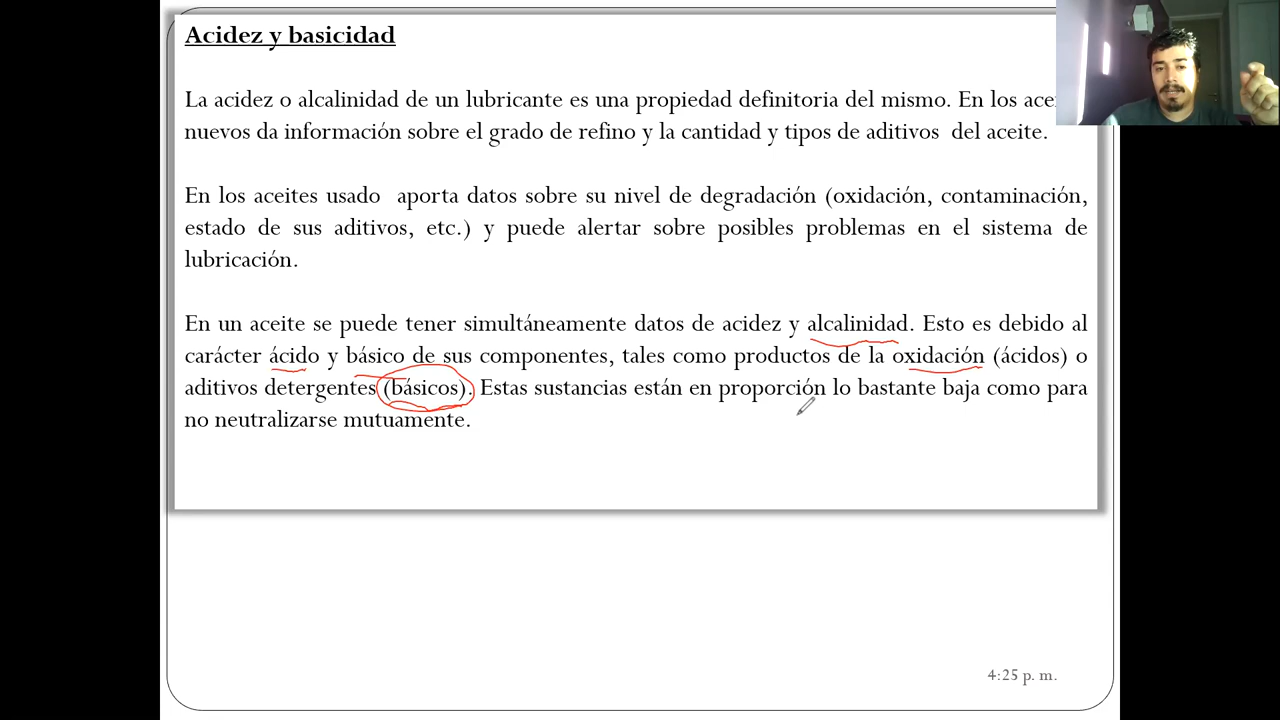 Acidez y basicidad
La acidez o alcalinidad de un lubricante es una propiedad definitoria del mismo. En los
nuevos da información sobre el grado de refino y la cantidad y tipos de aditivos del aceite.
En los aceites usado aporta datos sobre su nivel de degradación (oxidación, contaminación,
estado de sus aditivos, etc.) y puede alertar sobre posibles problemas en el sistema de
lubricación.
En un aceite se puede tener simultáneamente datos de acidez y alcalinidad. Esto es debido al
carácter ácido y básico de sus componentes, tales como productos de la oxidación (ácidos) o
aditivos detergentes (básicos). Estas sustancias están en proporción lo bastante baja como para
no neutralizarse mutuamente.
4:25 p. m.